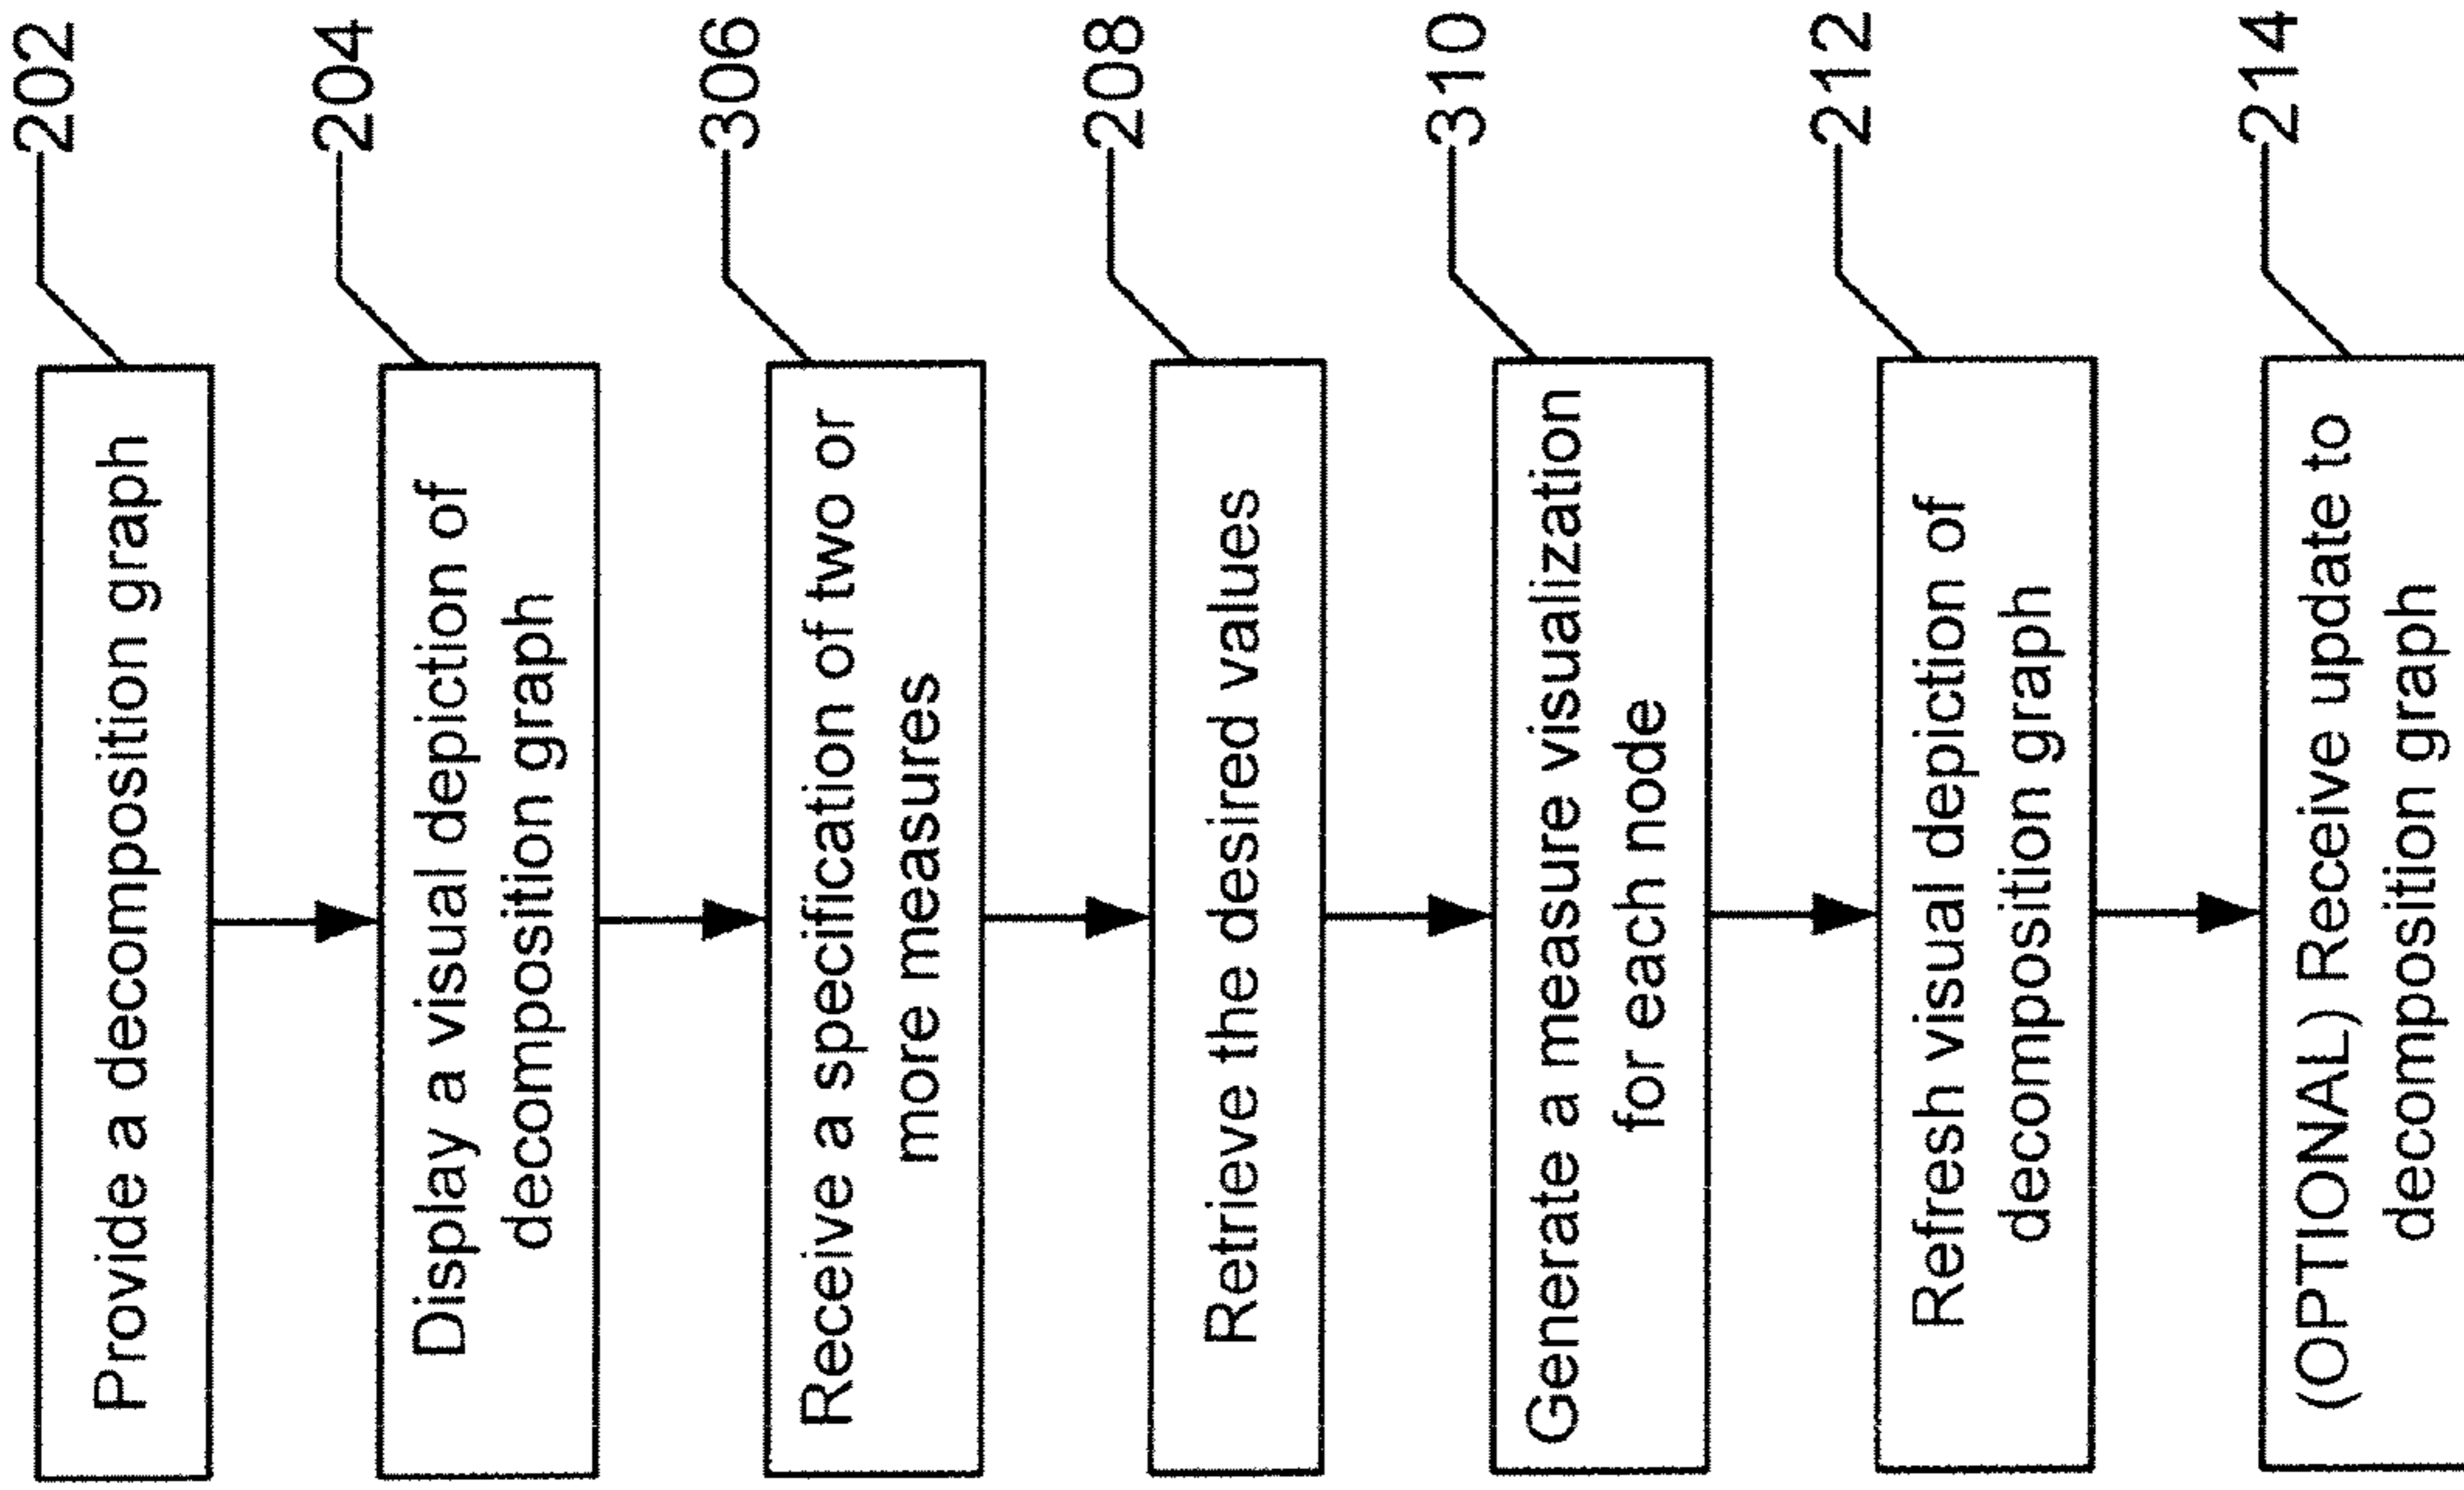 Provide a decomposition graph
202
Display a visual depiction of
decomposition graph
204
Receive a specification of two or
more measures
306
Retrieve the desired values
208
Generate a measure visualization
for each node
310
Refresh visual depiction of
decomposition graph
212
(OPTIONAL) Receive update to
decomposition graph
214